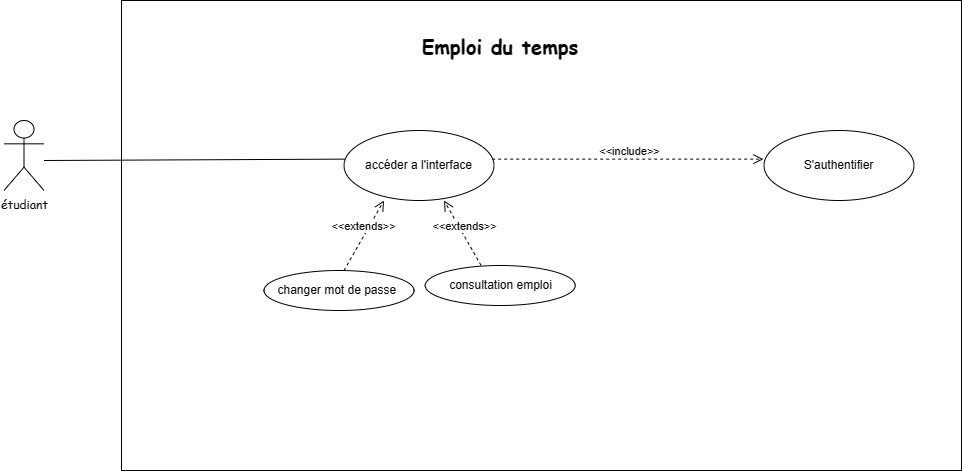 Emploi du temps
étudiant
accéder a l'interface
<<include>>
S'authentifier
<<extends>>
<<extends>>
changer mot de passe
consultation emploi